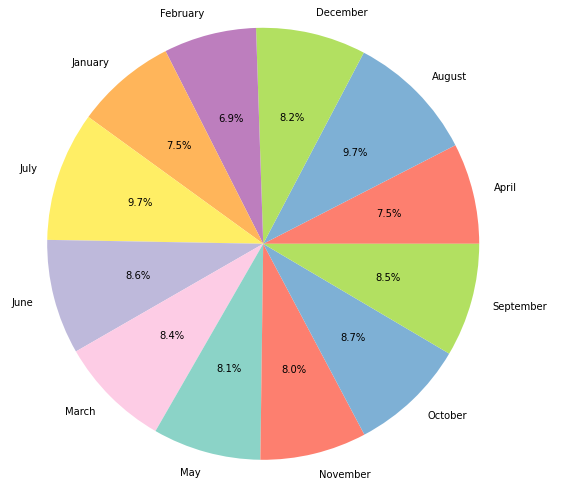 December
February
January
August
8.2%
6.9%
7.5%
9.7%
July
April
9.7%
7.5%
8.6%
8.5%
June
September
8.4%
8.7%
8.1%
8.0%
March
October
May
November